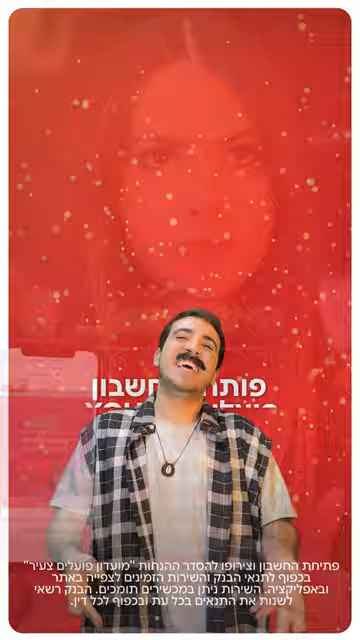 פותח חשבון
פתיחת החשבון וצירופו להסדר ההנחות "מועדון פועלים צעיר"
בכפוף לתנאי הבנק והשירות הזמינים לצפייה באתר
ובאפליקציה. השירות ניתן במכשירים תומכים. הבנק רשאי
לשנות את התנאים בכל עת ובכפוף לכל דין.